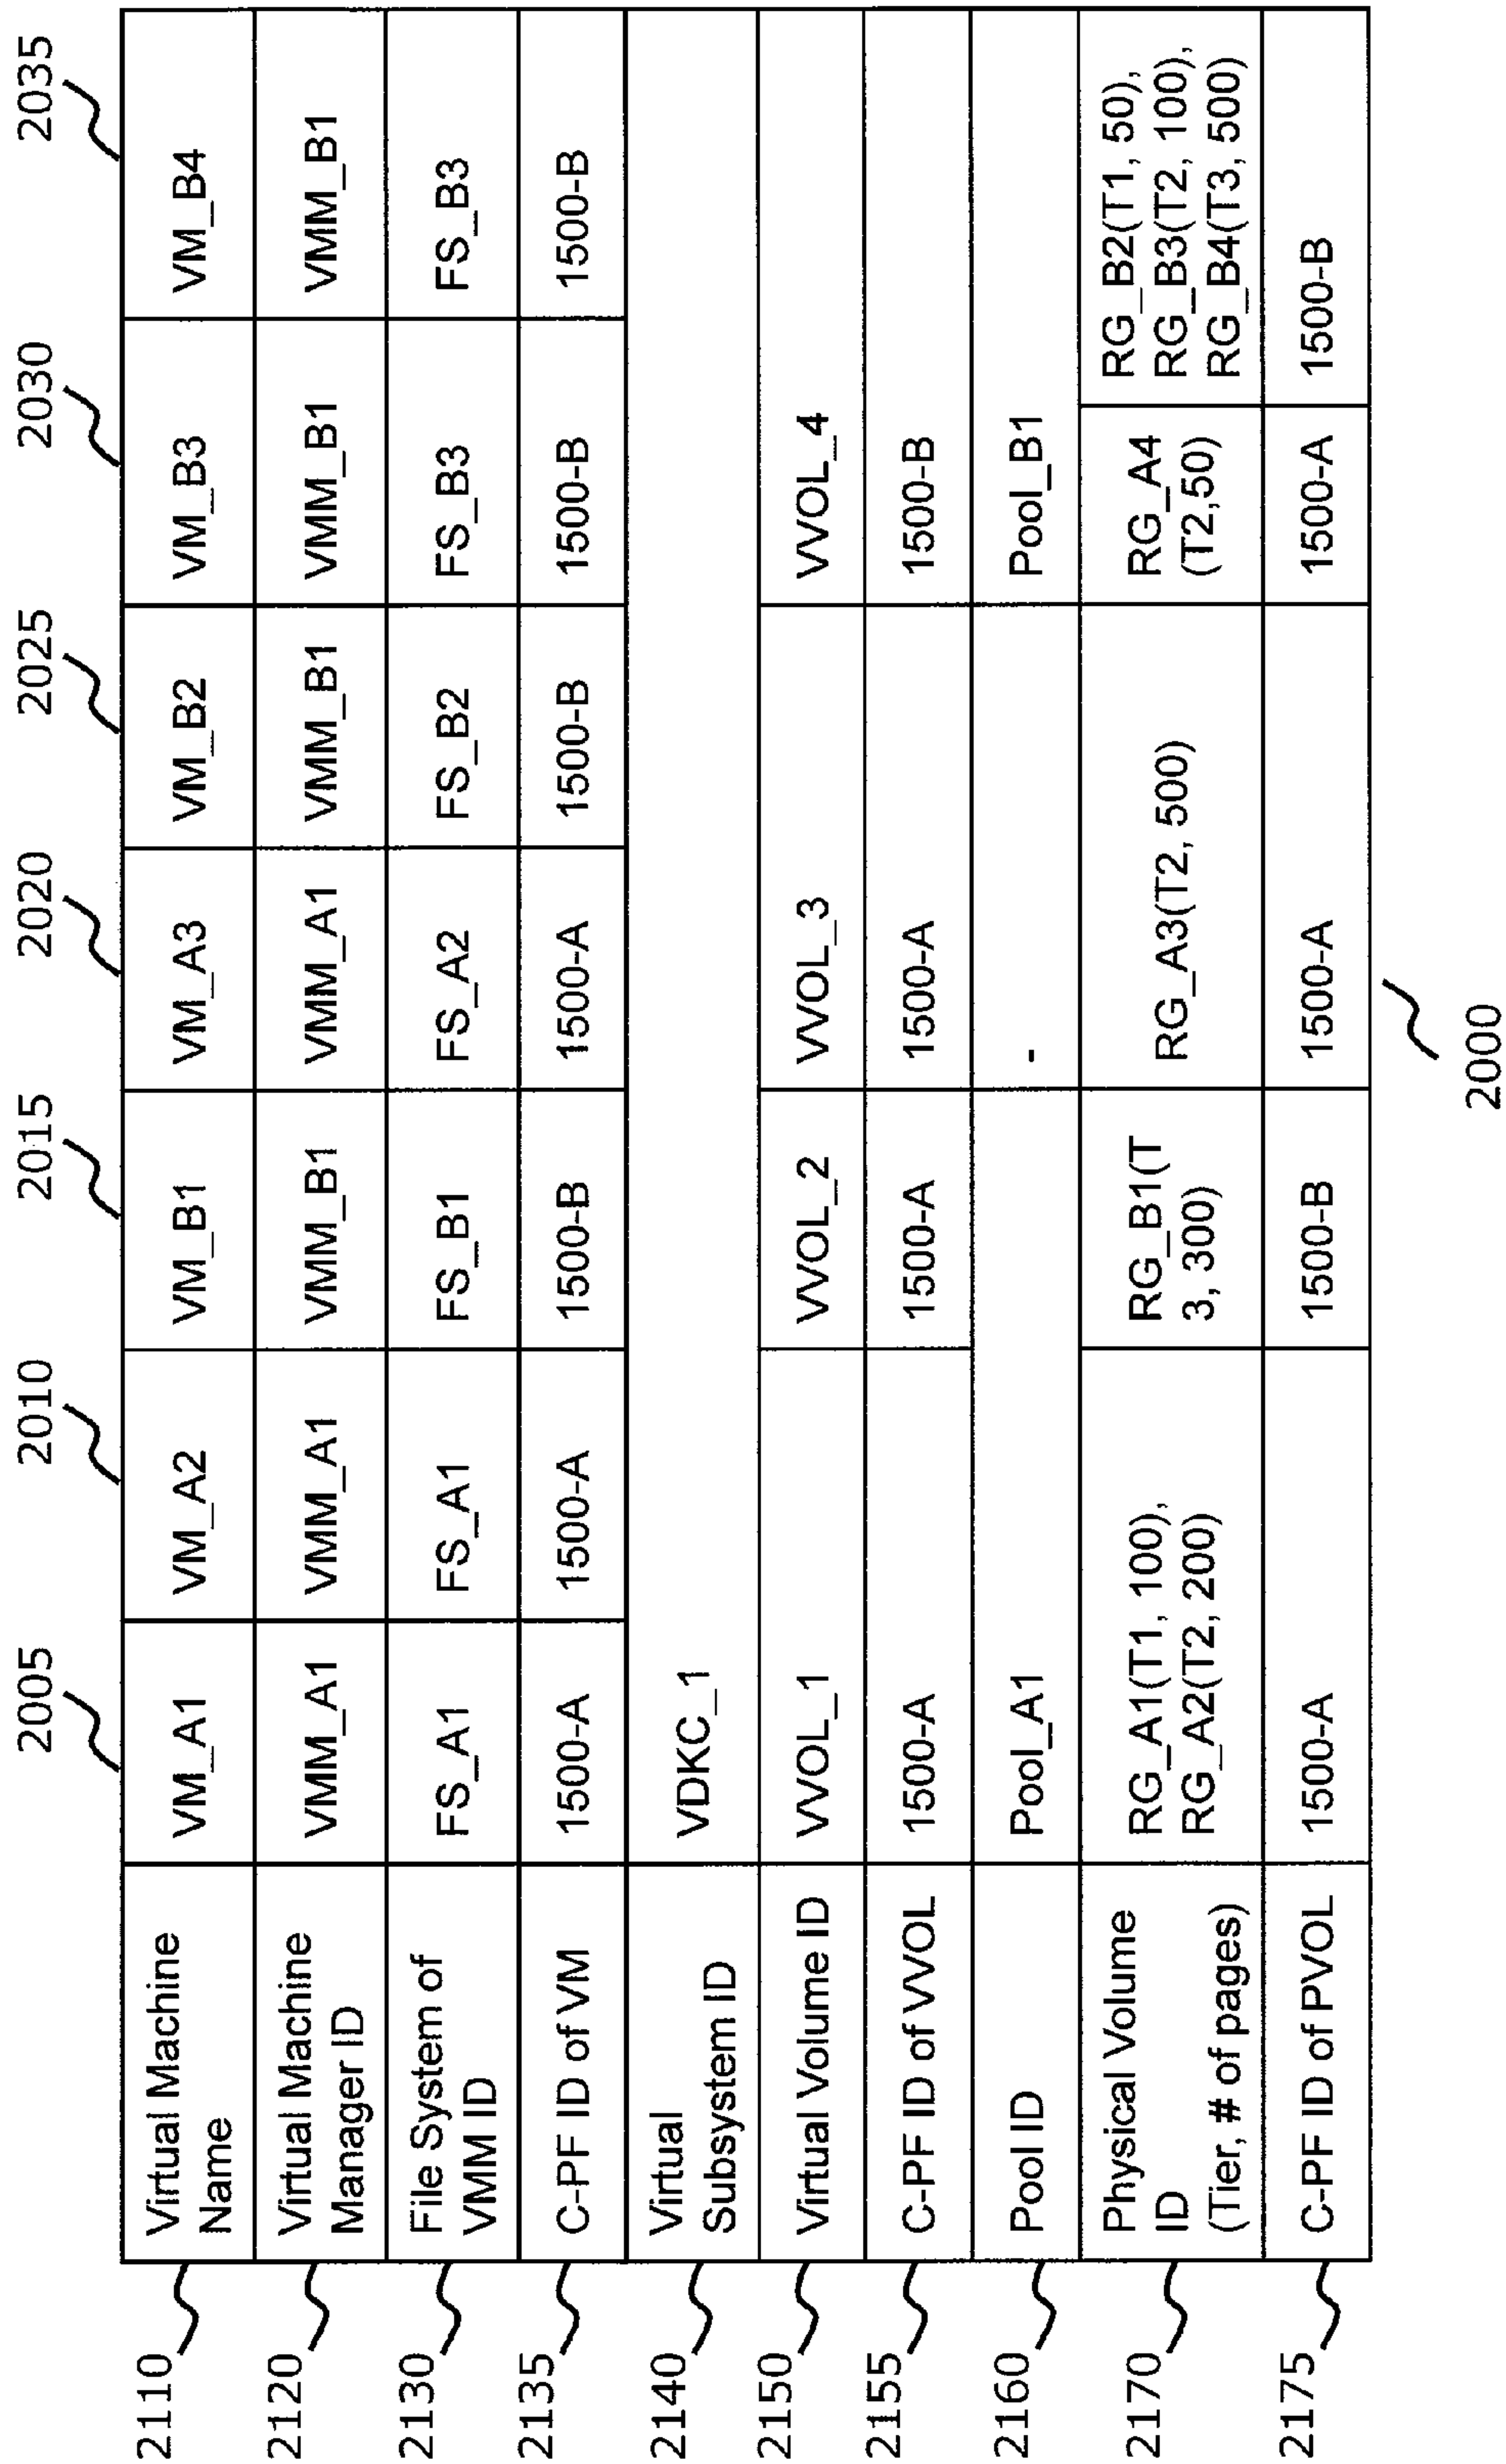 2005 2010 2015 2020 2025 2030 2035
2110 Virtual Machine Name VM_A1 VM_A2 VM_B1 VM_A3 VM_B2 VM_B3 VM_B4
2120 Virtual Machine Manager ID VMM_A1 VMM_A1 VMM_B1 VMM_A1 VMM_B1 VMM_B1 VMM_B1
2130 File System of VMM ID FS_A1 FS_A1 FS_B1 FS_A2 FS_B2 FS_B3 FS_B3
2135 C-PF ID of VM 1500-A 1500-A 1500-B 1500-A 1500-B 1500-B 1500-B
2140 Virtual Subsystem ID VDKC_1
2150 Virtual Volume ID VVOL_1 VVOL_2 VVOL_3 VVOL_4
2155 C-PF ID of VVOL 1500-A 1500-A 1500-A 1500-B
2160 Pool ID Pool_A1 - Pool_B1
2170 Physical Volume ID (Tier, # of pages) RG_A1(T1, 100), RG_A2(T2, 200) RG_B1(T3, 300) RG_A3(T2, 500) RG_A4 (T2,50) RG_B2(T1, 50), RG_B3(T2, 100), RG_B4(T3, 500)
2175 C-PF ID of PVOL 1500-A 1500-B 1500-A 1500-A 1500-B
2000